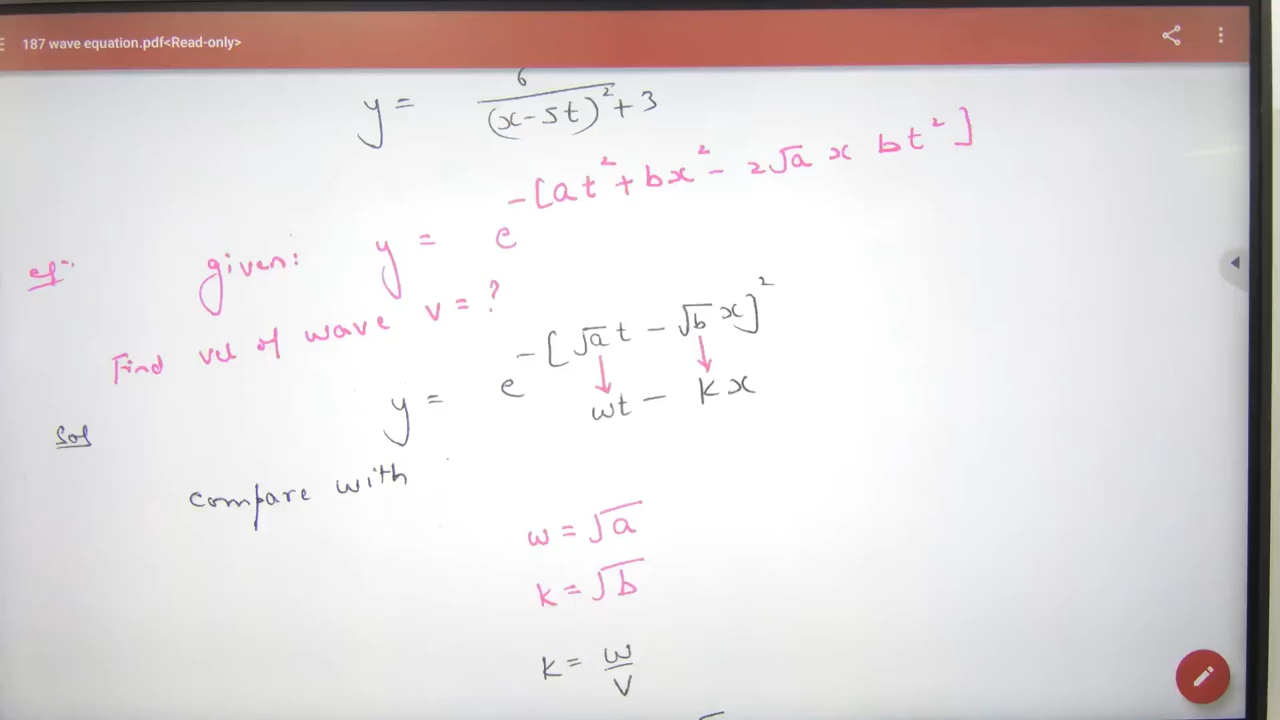 187 wave equation.pdf<Read-only>
y = 6 / (x-5t)² + 3
eg:- given: y = e^-[at² + bx² - 2√a x bt²]
Find vel of wave v = ?
Sol y = e^-[√a t - √b x]²
wt - kx
compare with
w = √a
k = √b
k = w/v